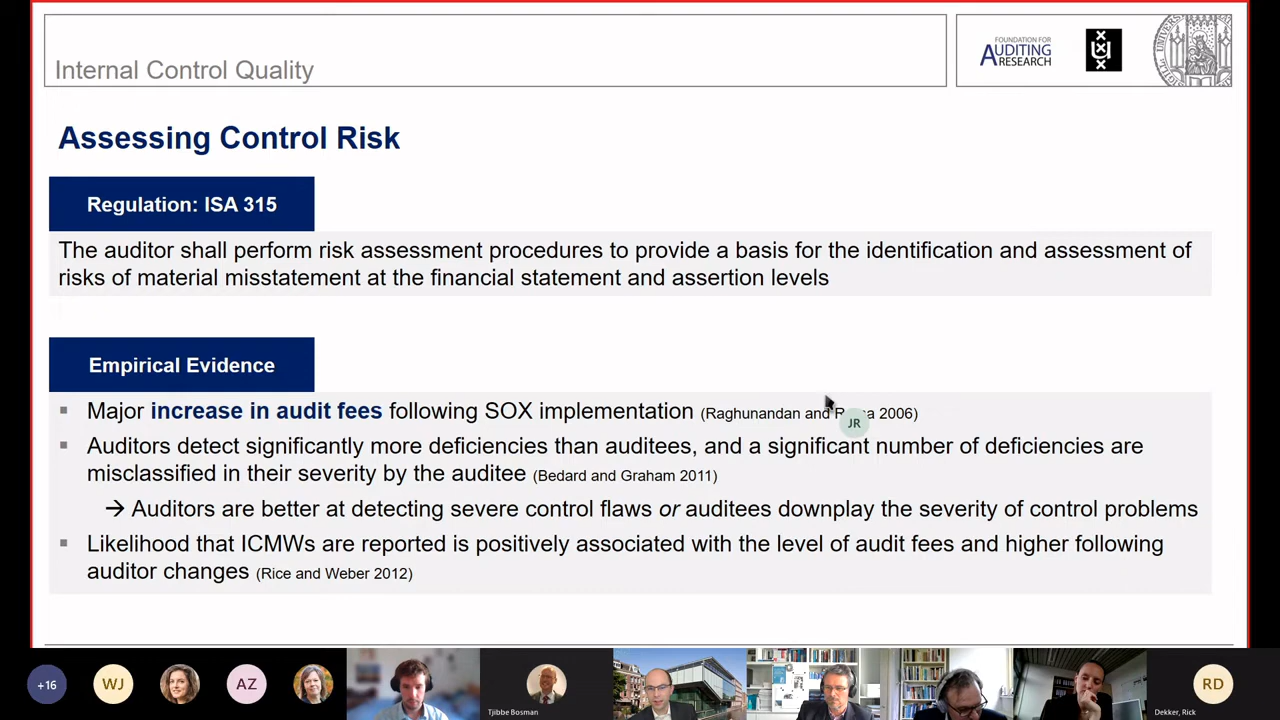 Internal Control Quality
FOUNDATION FOR
AUDITING
RESEARCH
Assessing Control Risk
Regulation: ISA 315
The auditor shall perform risk assessment procedures to provide a basis for the identification and assessment of
risks of material misstatement at the financial statement and assertion levels
Empirical Evidence
Major increase in audit fees following SOX implementation (Raghunandan and 2006)
JR
Auditors detect significantly more deficiencies than auditees, and a significant number of deficiencies are
misclassified in their severity by the auditee (Bedard and Graham 2011)
→ Auditors are better at detecting severe control flaws or auditees downplay the severity of control problems
Likelihood that ICMWs are reported is positively associated with the level of audit fees and higher following
auditor changes (Rice and Weber 2012)
+16
WJ
AZ
Tjibbe Bosman
RD
Dekker, Rick